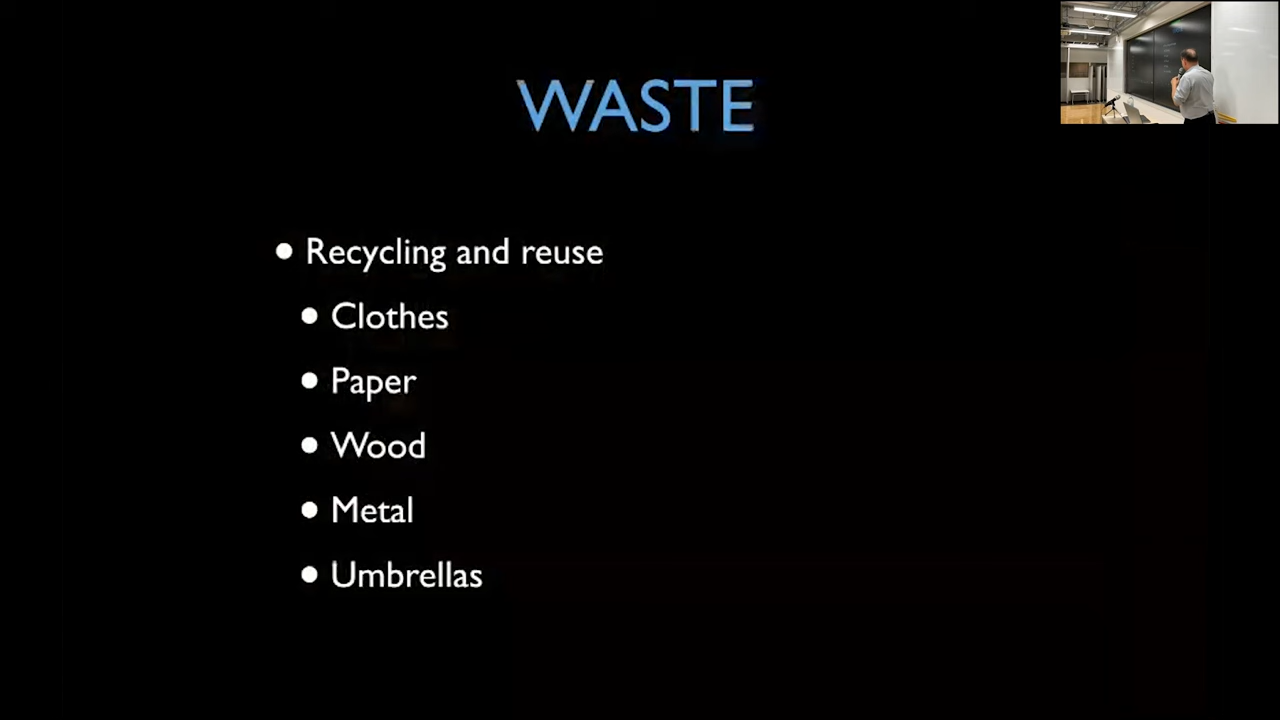 WASTE
• Recycling and reuse
• Clothes
• Paper
• Wood
• Metal
• Umbrellas